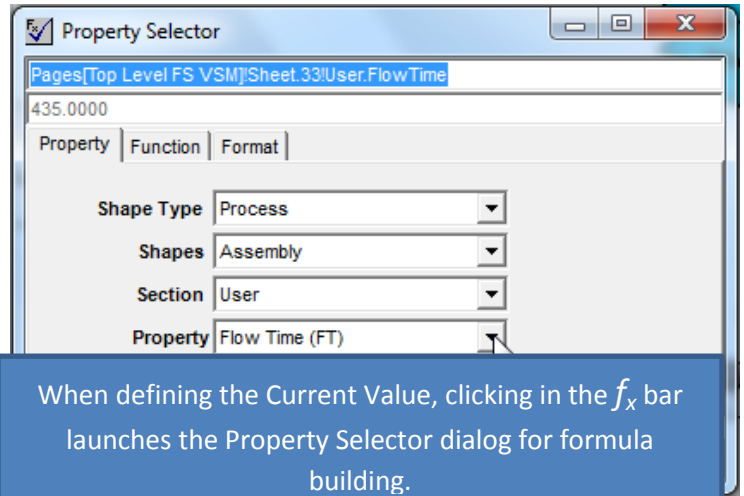 Property Selector
Pages[Top Level FS VSM]!Sheet.33!User.FlowTime
435.0000
Property Function Format
Shape Type Process
Shapes Assembly
Section User
Property Flow Time (FT)
When defining the Current Value, clicking in the fx bar
launches the Property Selector dialog for formula
building.